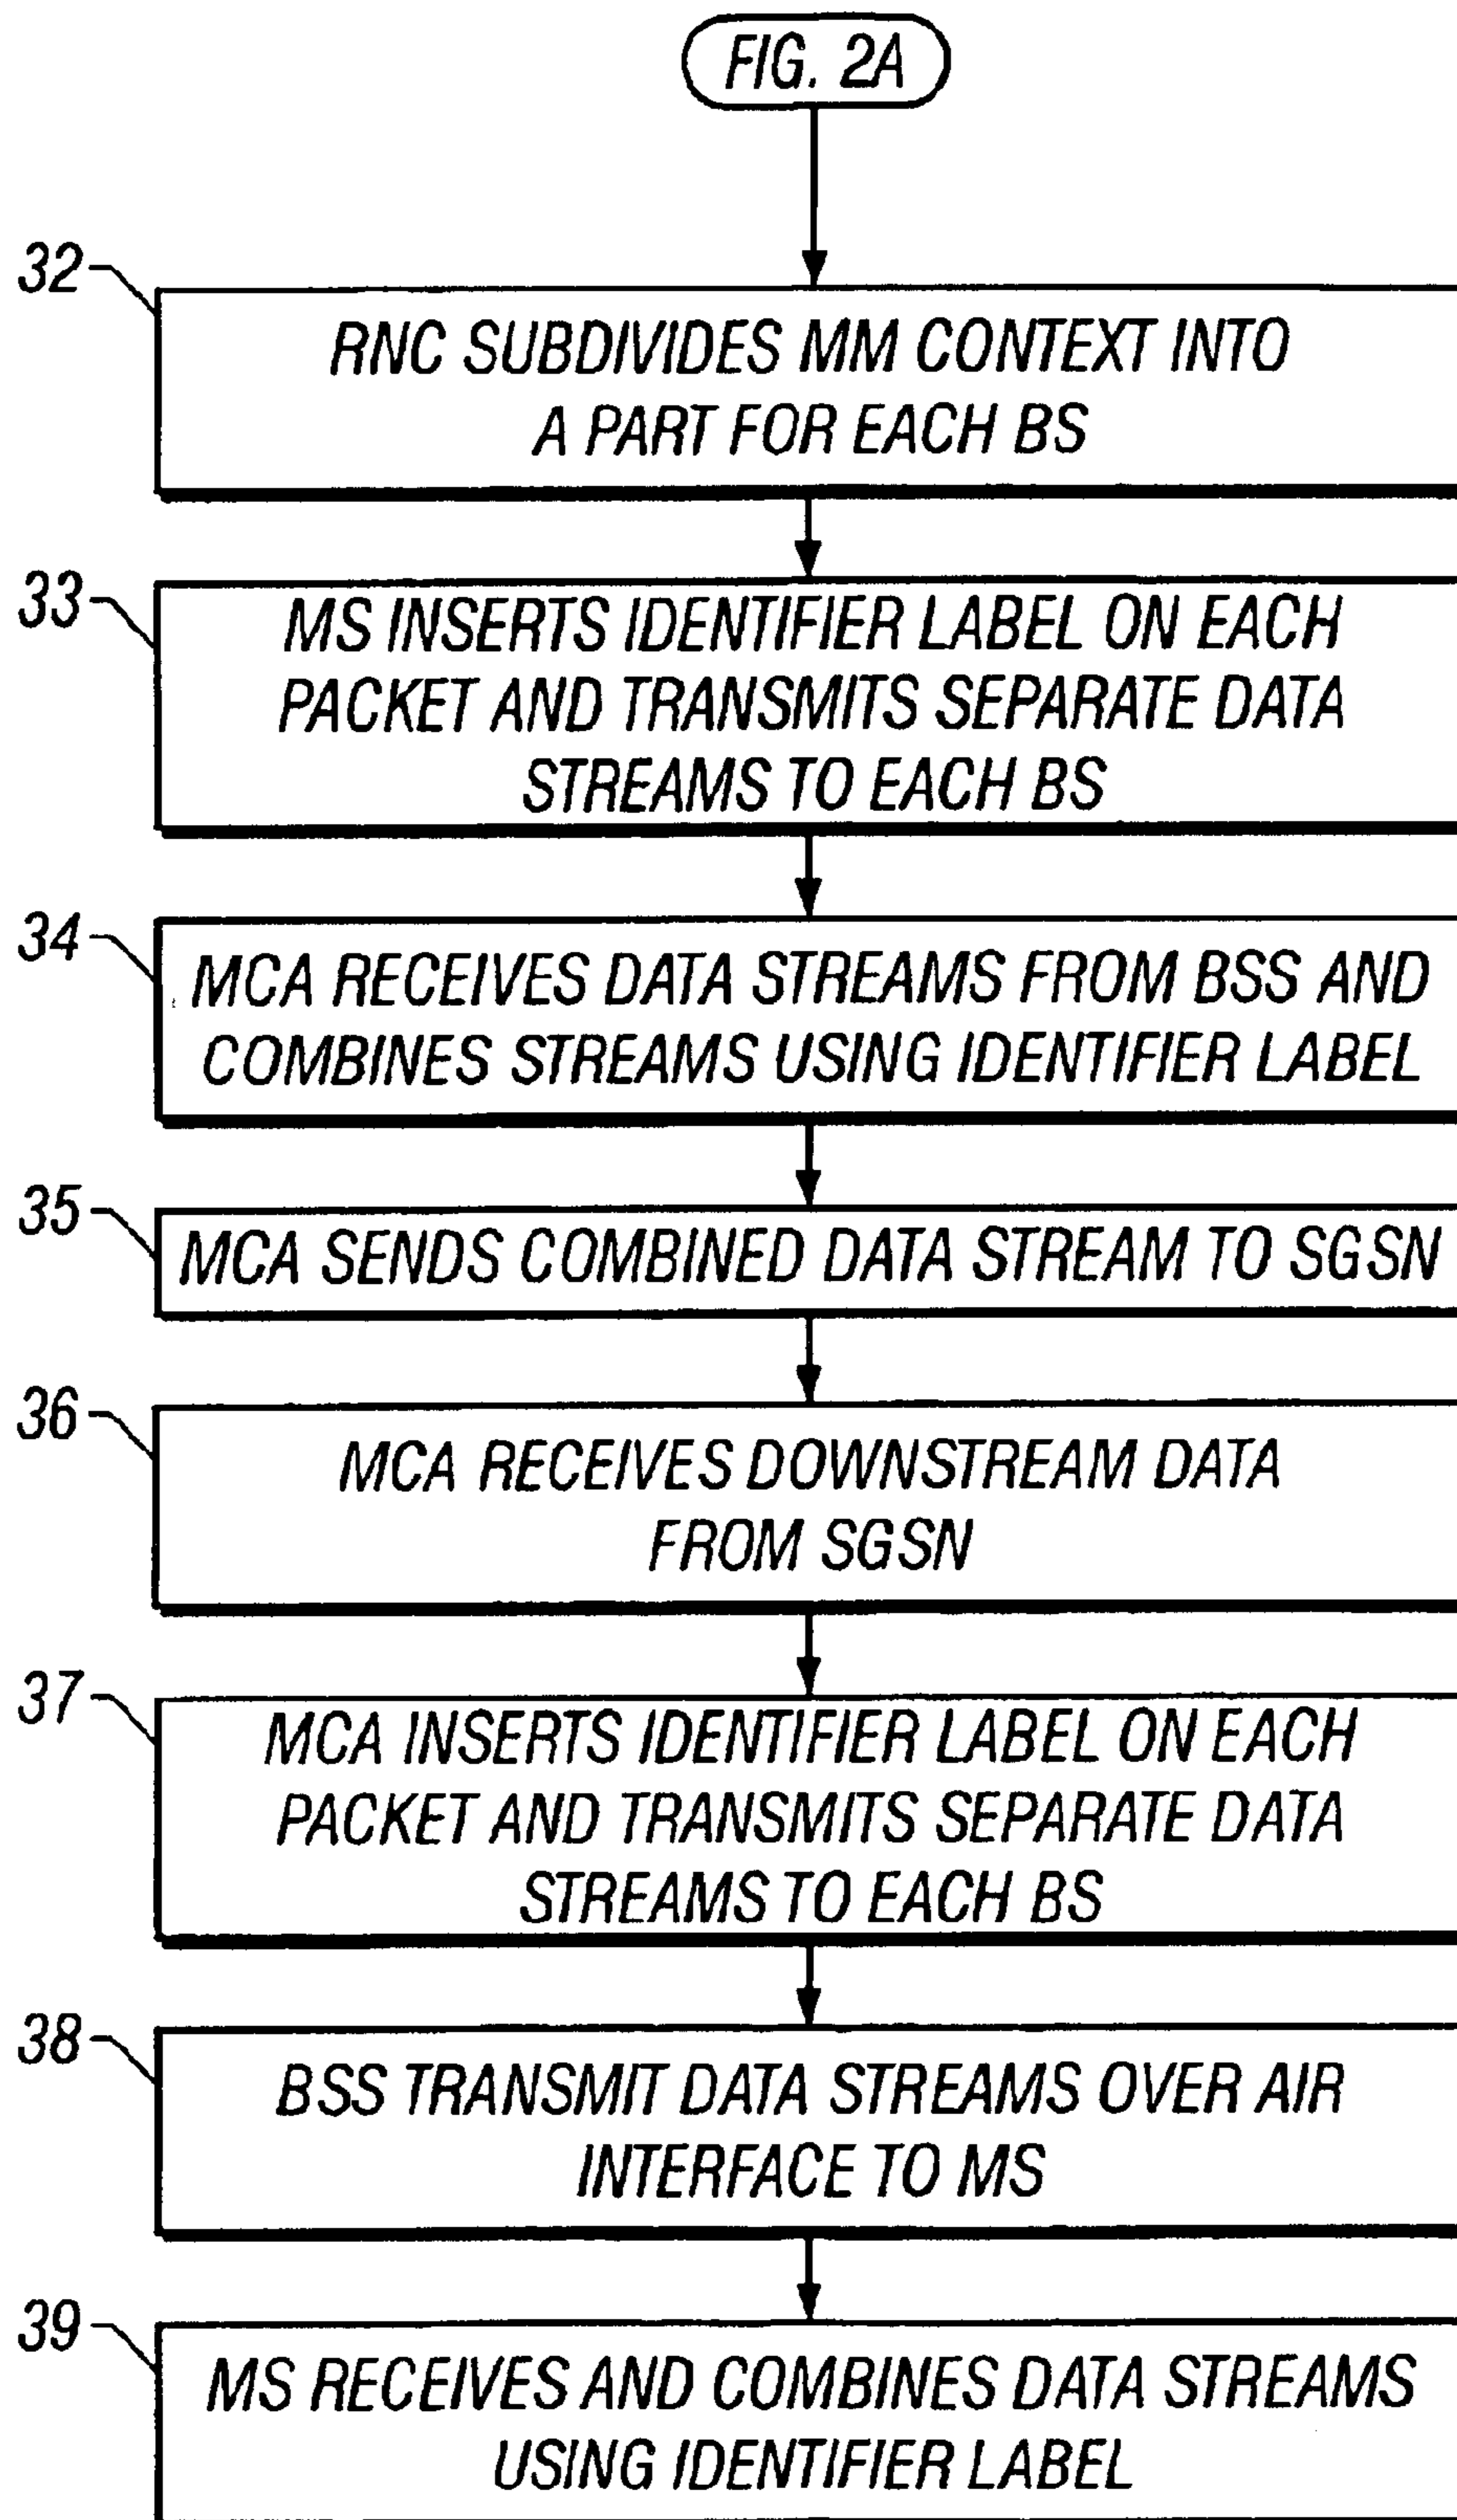 FIG. 2A
32
RNC SUBDIVIDES MM CONTEXT INTO
A PART FOR EACH BS
33
MS INSERTS IDENTIFIER LABEL ON EACH
PACKET AND TRANSMITS SEPARATE DATA
STREAMS TO EACH BS
34
MCA RECEIVES DATA STREAMS FROM BSS AND
COMBINES STREAMS USING IDENTIFIER LABEL
35
MCA SENDS COMBINED DATA STREAM TO SGSN
36
MCA RECEIVES DOWNSTREAM DATA
FROM SGSN
37
MCA INSERTS IDENTIFIER LABEL ON EACH
PACKET AND TRANSMITS SEPARATE DATA
STREAMS TO EACH BS
38
BSS TRANSMIT DATA STREAMS OVER AIR
INTERFACE TO MS
39
MS RECEIVES AND COMBINES DATA STREAMS
USING IDENTIFIER LABEL